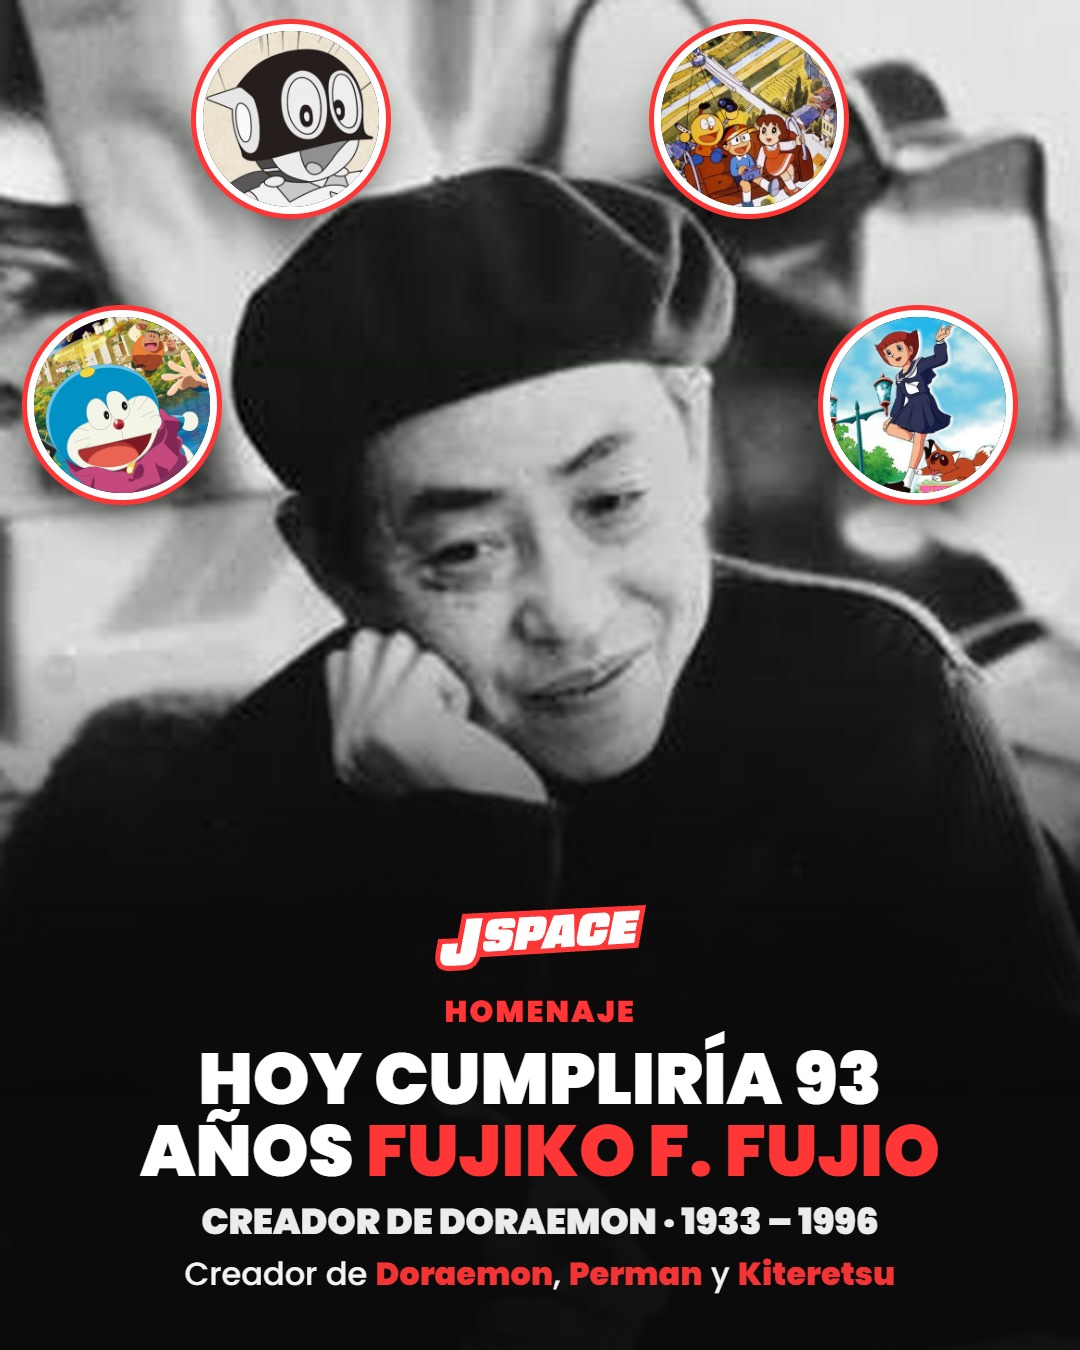 JSPACE
HOMENAJE
HOY CUMPLIRÍA 93
AÑOS FUJIKO F. FUJIO
CREADOR DE DORAEMON • 1933 – 1996
Creador de Doraemon, Perman y Kiteretsu